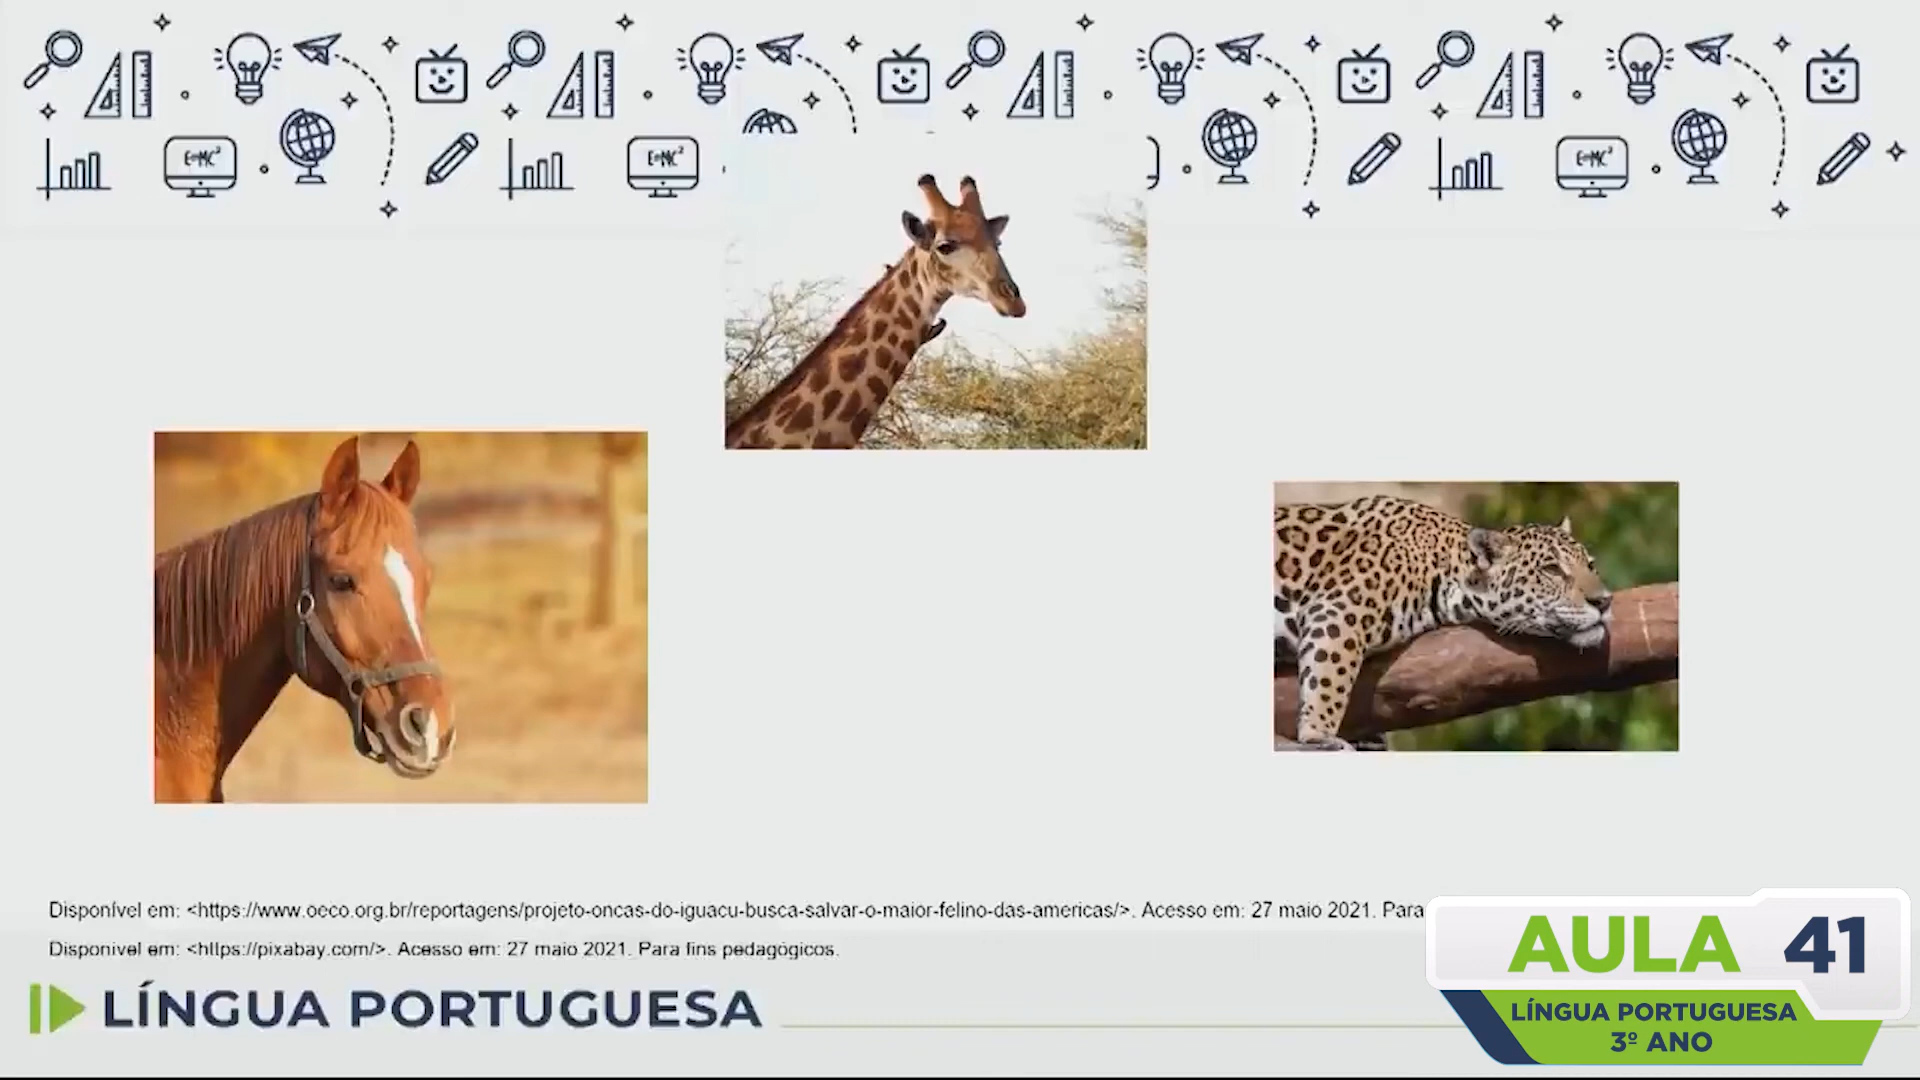 E=MC²
E=MC²
E=MC²
Disponível em: <https://www.oeco.org.br/reportagens/projeto-oncas-do-iguacu-busca-salvar-o-maior-felino-das-americas/>. Acesso em: 27 maio 2021. Para
Disponível em: <https://pixabay.com/>. Acesso em: 27 maio 2021. Para fins pedagógicos.
LÍNGUA PORTUGUESA
AULA 41
LÍNGUA PORTUGUESA
3º ANO